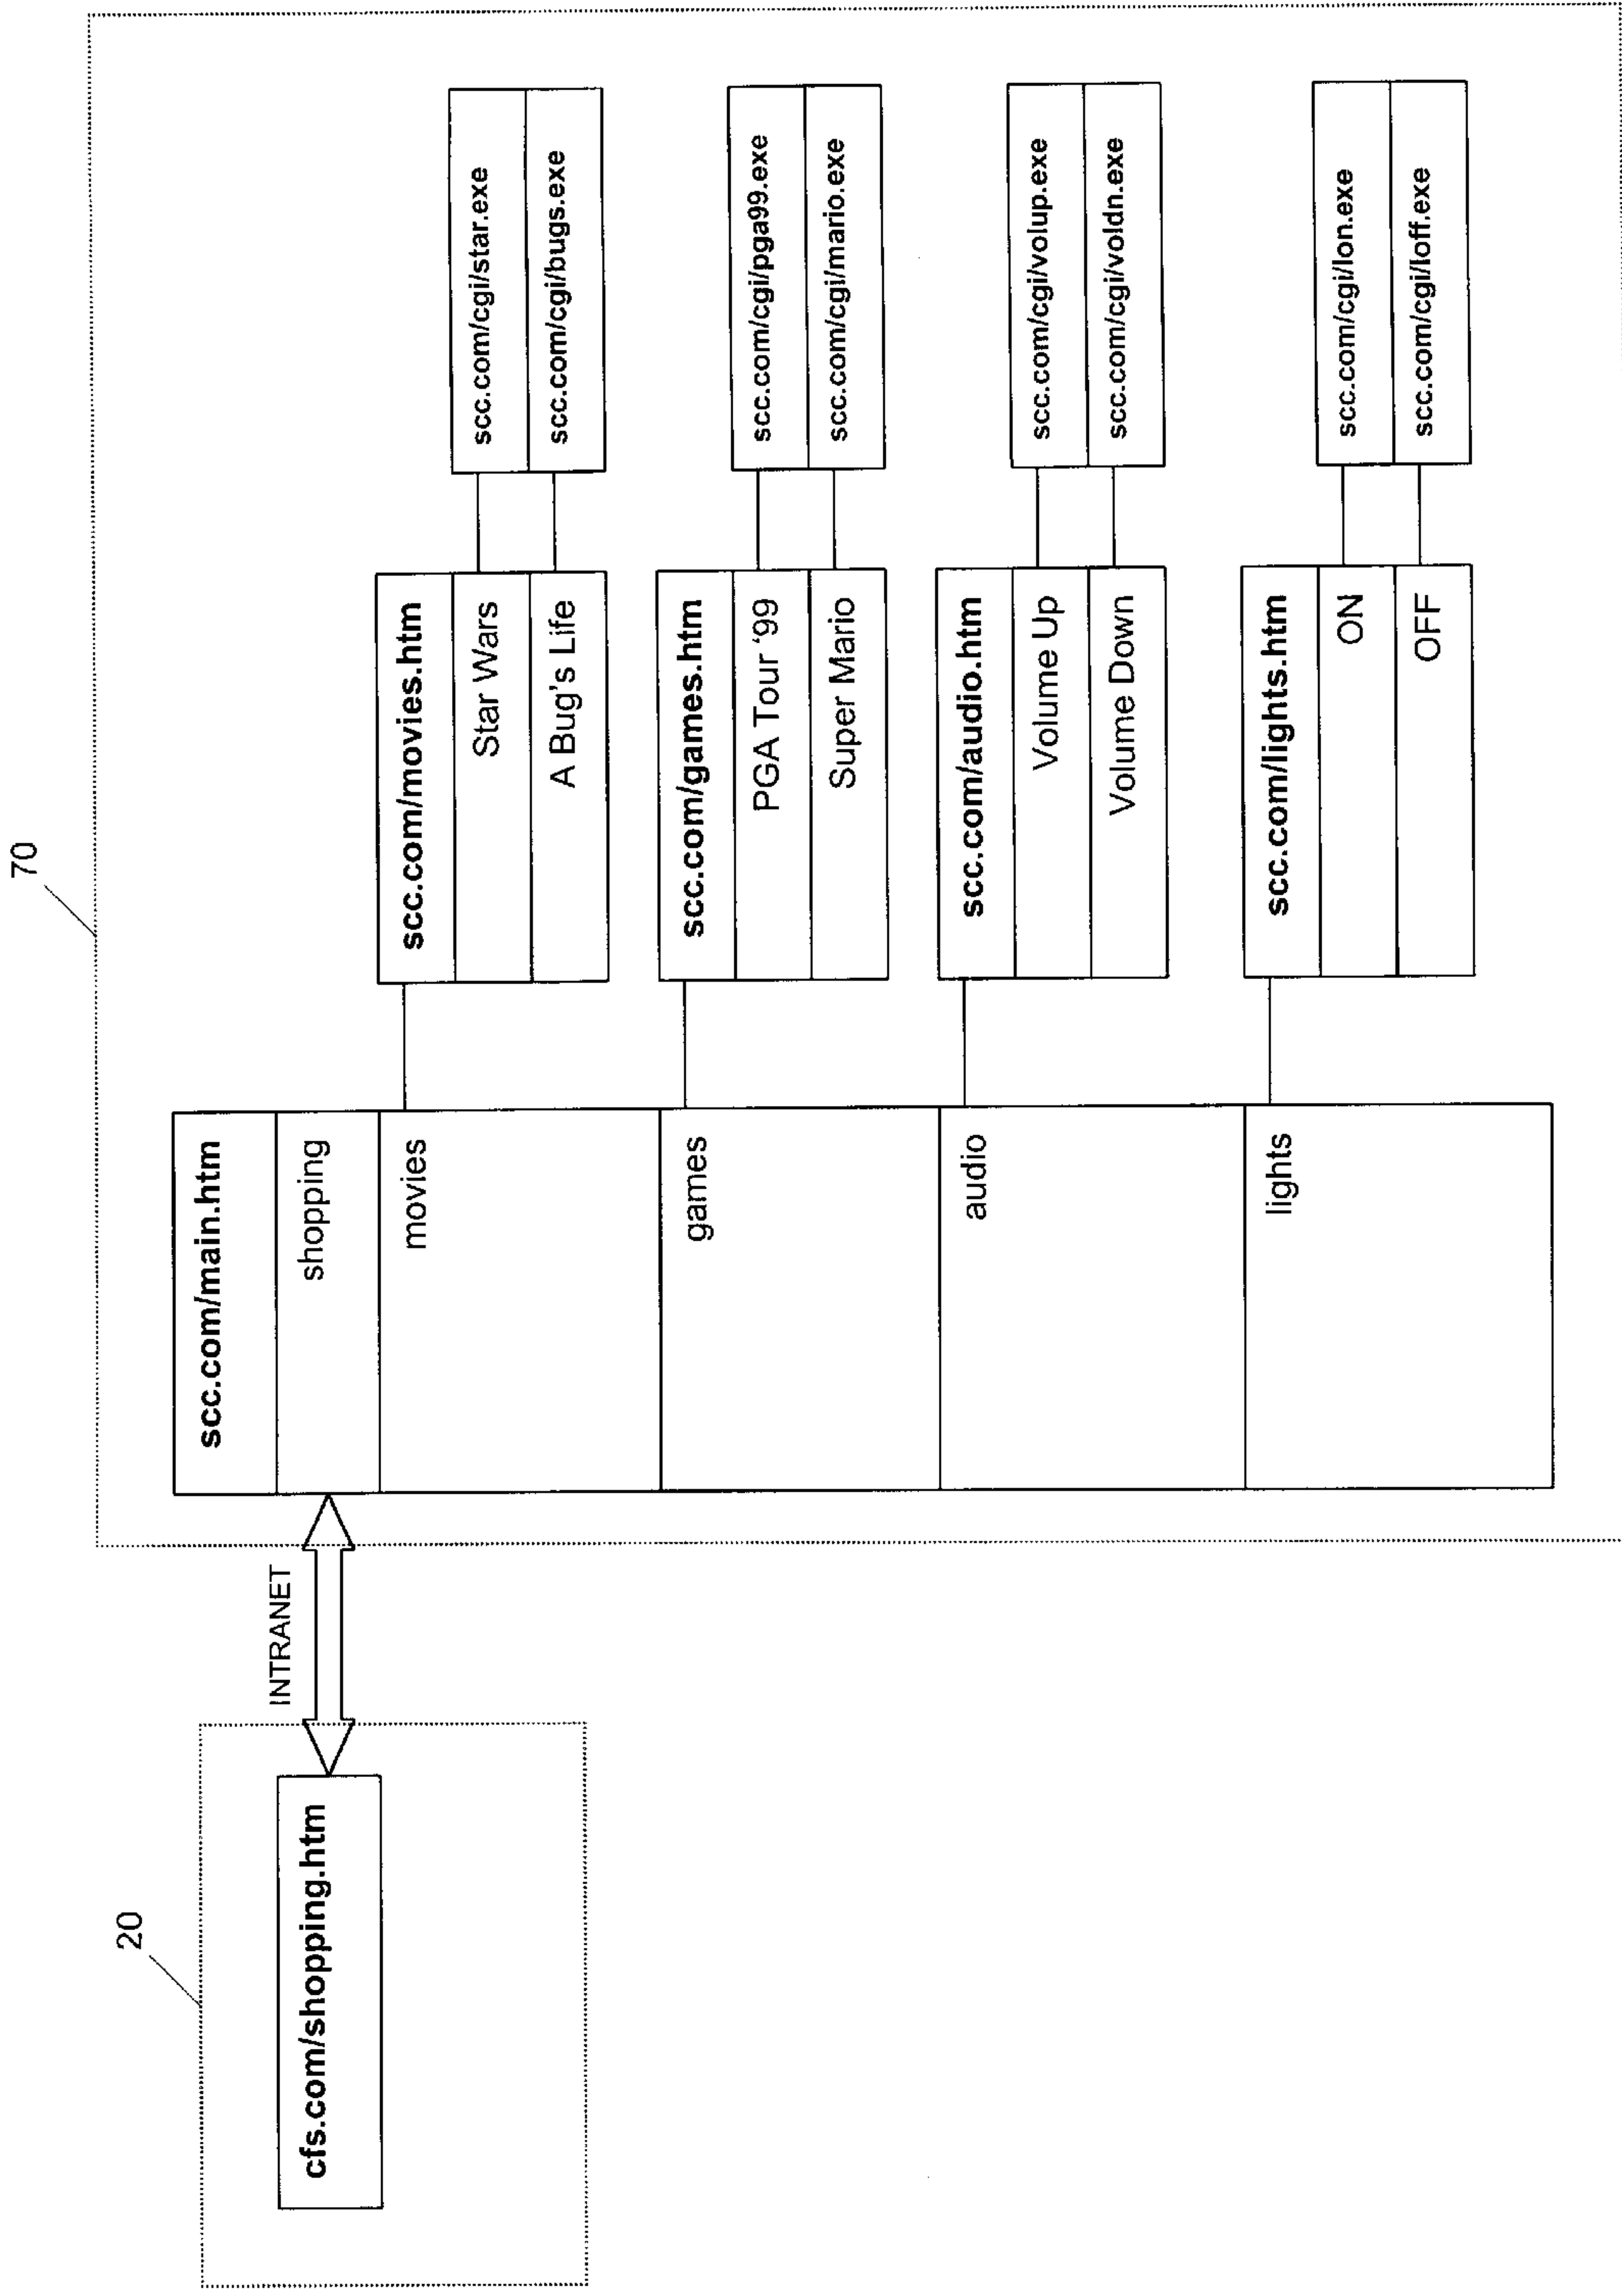 20
cfs.com/shopping.htm
INTRANET
70
scc.com/main.htm
shopping
movies
games
audio
lights
scc.com/movies.htm
Star Wars
A Bug's Life
scc.com/cgi/star.exe
scc.com/cgi/bugs.exe
scc.com/games.htm
PGA Tour '99
Super Mario
scc.com/cgi/pga99.exe
scc.com/cgi/mario.exe
scc.com/audio.htm
Volume Up
Volume Down
scc.com/cgi/volup.exe
scc.com/cgi/voldn.exe
scc.com/lights.htm
ON
OFF
scc.com/cgi/lon.exe
scc.com/cgi/loff.exe